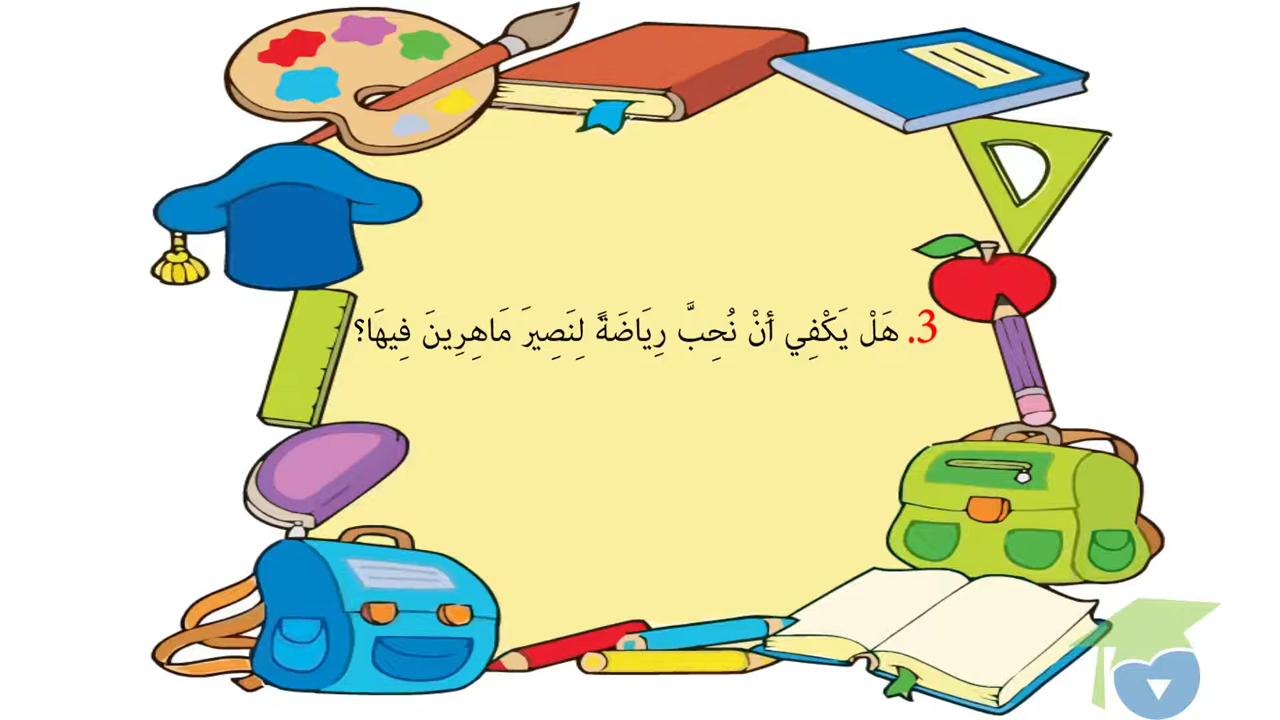 3. هَلْ يَكْفِي أَنْ نُحِبَّ رِيَاضَةً لِنَصِيرَ مَاهِرِينَ فِيهَا؟